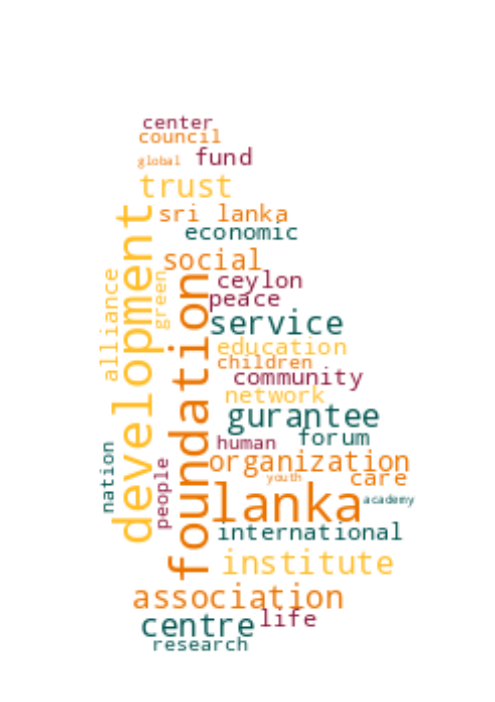 center
council
global
fund
trust
sri lanka
economic
social
development
foundation
alliance
green
ceylon
peace
service
education
children
community
network
gurantee
human
forum
organization
youth
care
nation
people
lanka
academy
international
institute
association
centre
life
research